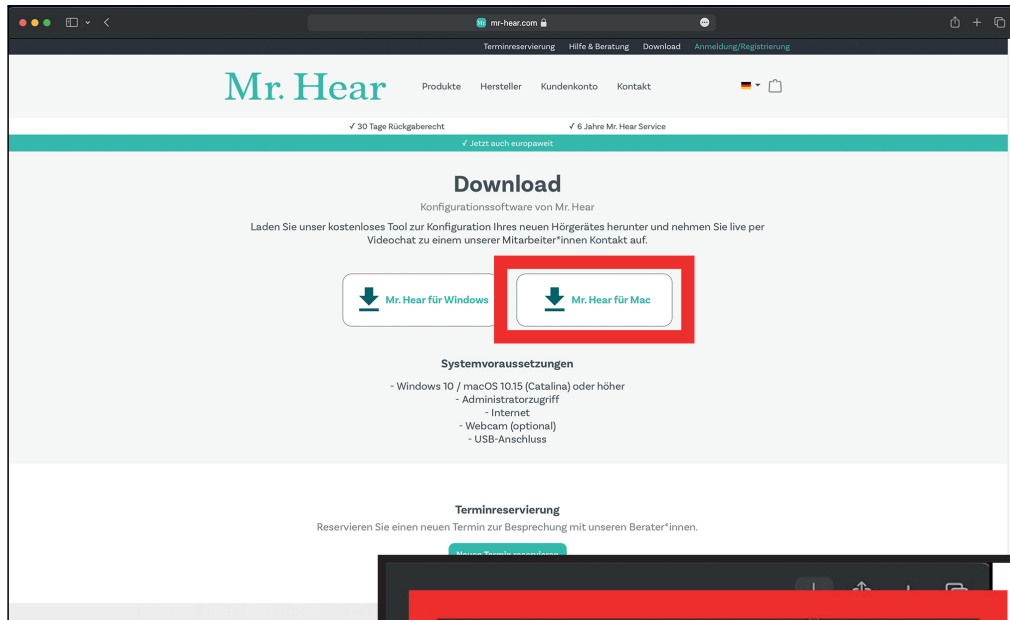 mr-hear.com
Terminreservierung Hilfe & Beratung Download Anmeldung/Registrierung
Mr. Hear Produkte Hersteller Kundenkonto Kontakt
✓ 30 Tage Rückgaberecht ✓ 6 Jahre Mr. Hear Service
✓ Jetzt auch europaweit
Download
Konfigurationssoftware von Mr. Hear
Laden Sie unser kostenloses Tool zur Konfiguration Ihres neuen Hörgerätes herunter und nehmen Sie live per
Videochat zu einem unserer Mitarbeiter*innen Kontakt auf.
Mr. Hear für Windows Mr. Hear für Mac
Systemvoraussetzungen
- Windows 10 / macOS 10.15 (Catalina) oder höher
- Administratorzugriff
- Internet
- Webcam (optional)
- USB-Anschluss
Terminreservierung
Reservieren Sie einen neuen Termin zur Besprechung mit unseren Berater*innen.
Neuen Termin reservieren